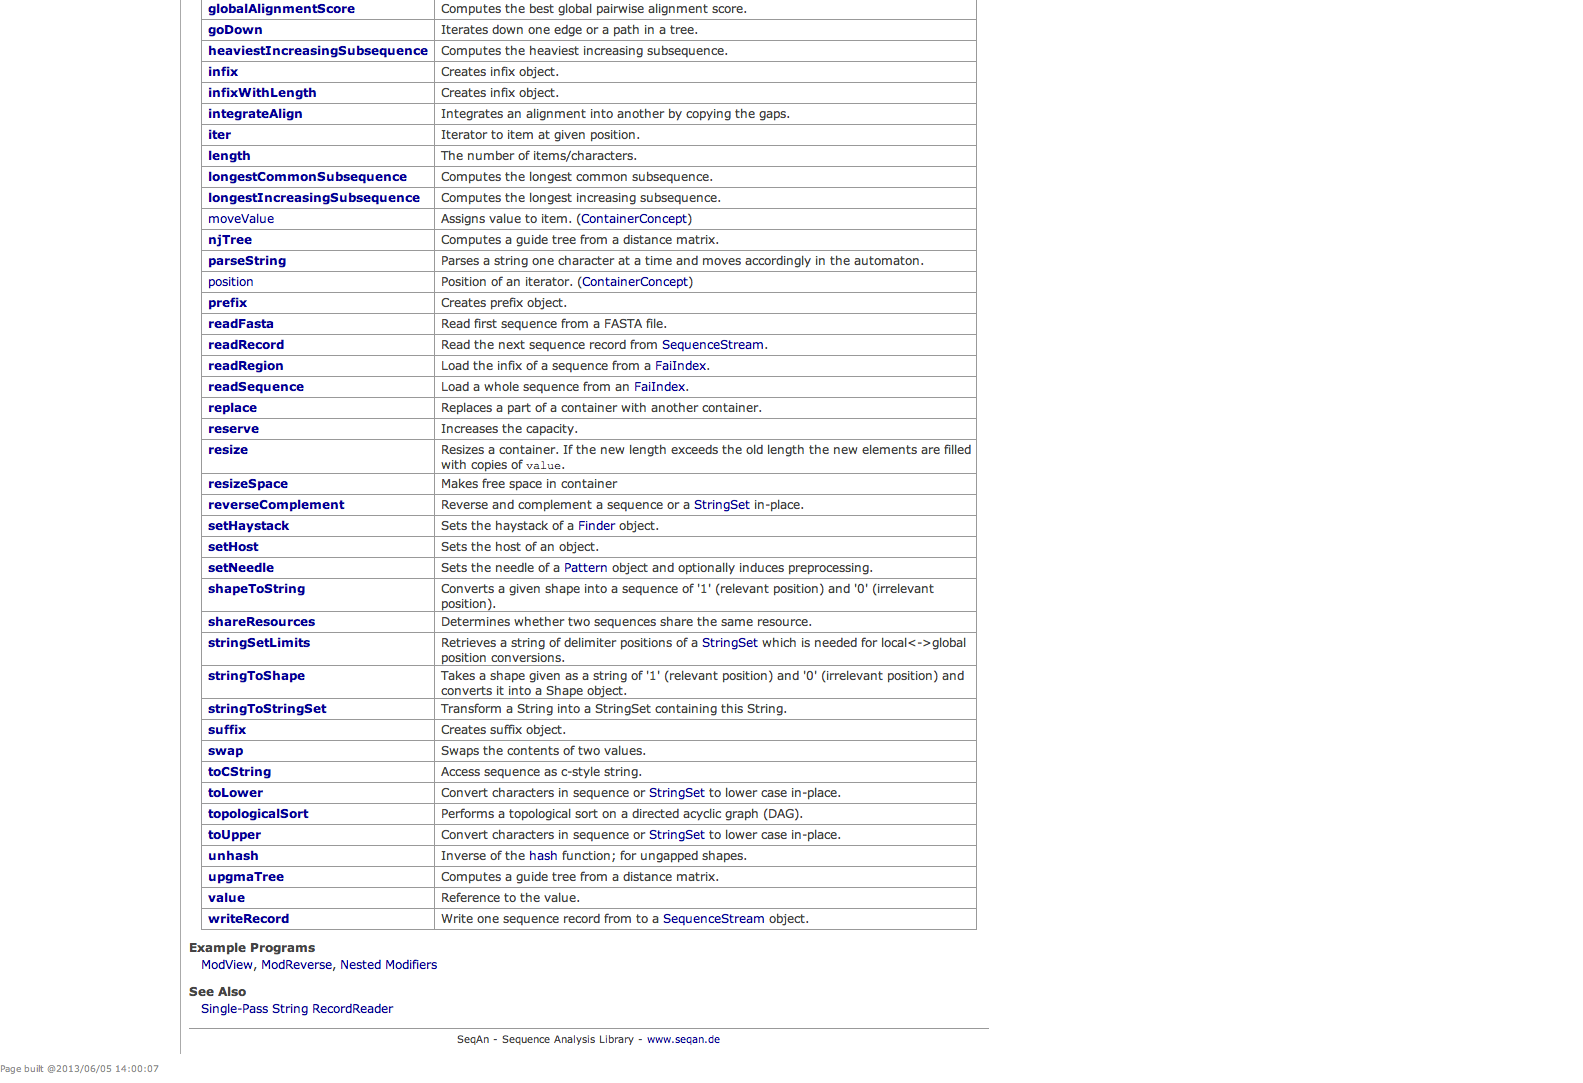 globalAlignmentScore Computes the best global pairwise alignment score.
goDown Iterates down one edge or a path in a tree.
heaviestIncreasingSubsequence Computes the heaviest increasing subsequence.
infix Creates infix object.
infixWithLength Creates infix object.
integrateAlign Integrates an alignment into another by copying the gaps.
iter Iterator to item at given position.
length The number of items/characters.
longestCommonSubsequence Computes the longest common subsequence.
longestIncreasingSubsequence Computes the longest increasing subsequence.
moveValue Assigns value to item. (ContainerConcept)
njTree Computes a guide tree from a distance matrix.
parseString Parses a string one character at a time and moves accordingly in the automaton.
position Position of an iterator. (ContainerConcept)
prefix Creates prefix object.
readFasta Read first sequence from a FASTA file.
readRecord Read the next sequence record from SequenceStream.
readRegion Load the infix of a sequence from a FaiIndex.
readSequence Load a whole sequence from an FaiIndex.
replace Replaces a part of a container with another container.
reserve Increases the capacity.
resize Resizes a container. If the new length exceeds the old length the new elements are filled
with copies of value.
resizeSpace Makes free space in container
reverseComplement Reverse and complement a sequence or a StringSet in-place.
setHaystack Sets the haystack of a Finder object.
setHost Sets the host of an object.
setNeedle Sets the needle of a Pattern object and optionally induces preprocessing.
shapeToString Converts a given shape into a sequence of '1' (relevant position) and '0' (irrelevant
position).
shareResources Determines whether two sequences share the same resource.
stringSetLimits Retrieves a string of delimiter positions of a StringSet which is needed for local<->global
position conversions.
stringToShape Takes a shape given as a string of '1' (relevant position) and '0' (irrelevant position) and
converts it into a Shape object.
stringToStringSet Transform a String into a StringSet containing this String.
suffix Creates suffix object.
swap Swaps the contents of two values.
toCString Access sequence as c-style string.
toLower Convert characters in sequence or StringSet to lower case in-place.
topologicalSort Performs a topological sort on a directed acyclic graph (DAG).
toUpper Convert characters in sequence or StringSet to lower case in-place.
unhash Inverse of the hash function; for ungapped shapes.
upgmaTree Computes a guide tree from a distance matrix.
value Reference to the value.
writeRecord Write one sequence record from to a SequenceStream object.
Example Programs
ModView, ModReverse, Nested Modifiers
See Also
Single-Pass String RecordReader
SeqAn - Sequence Analysis Library - www.seqan.de
Page built @2013/06/05 14:00:07